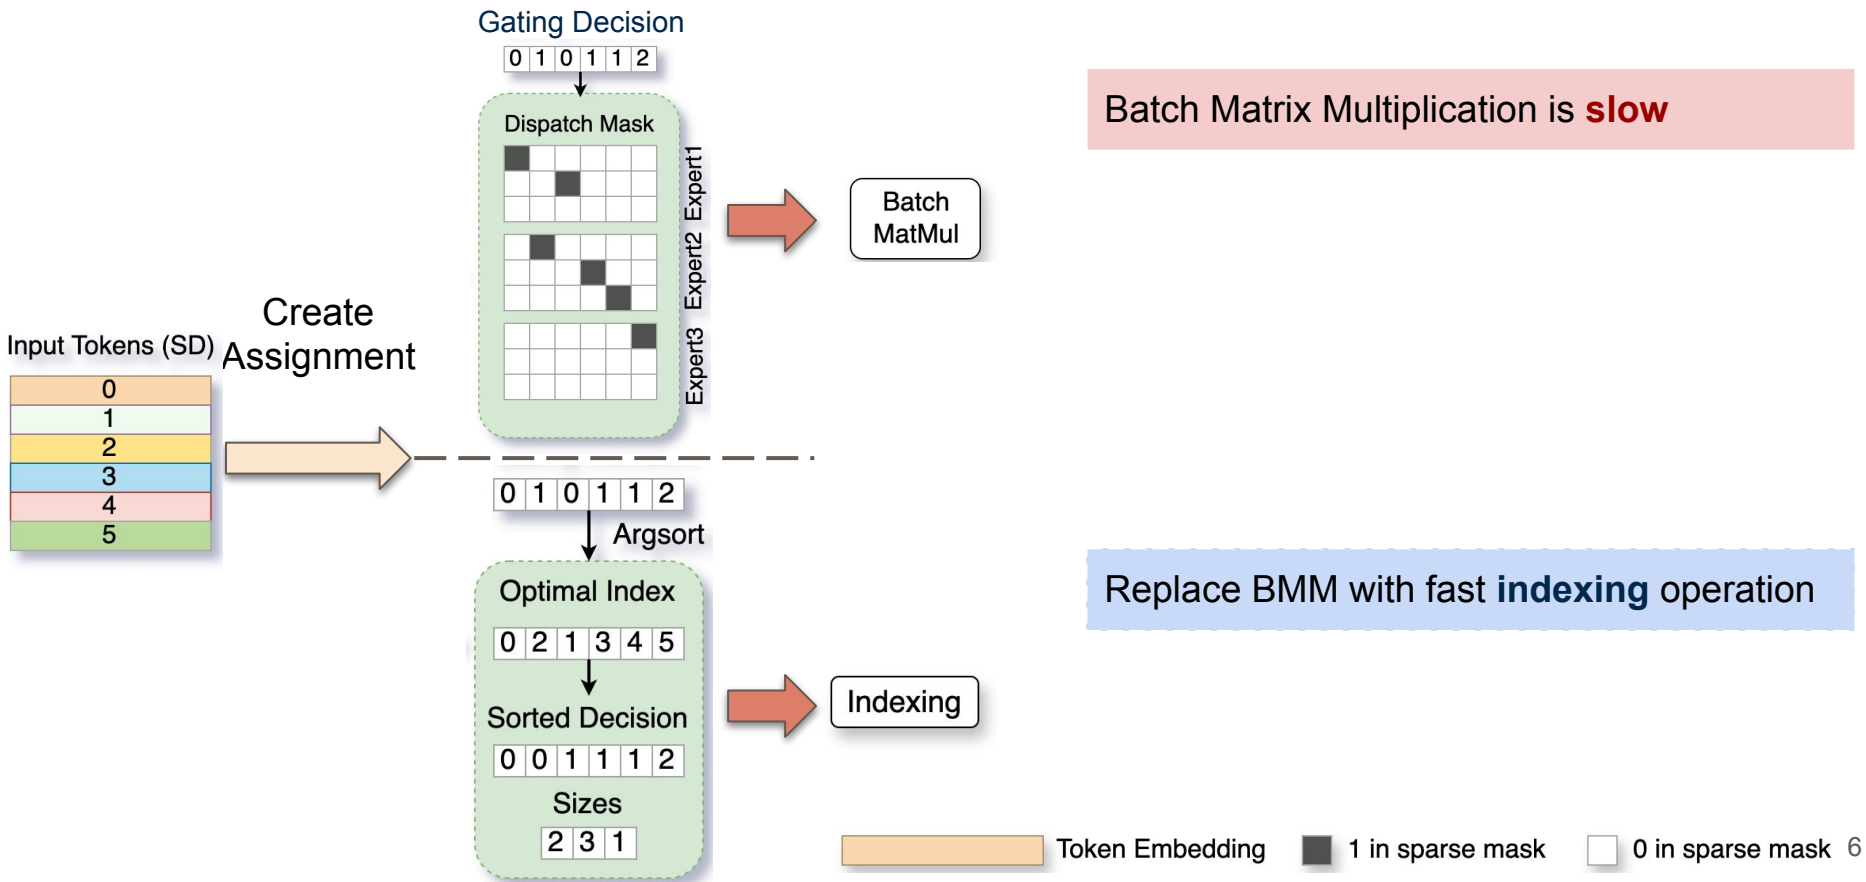 Gating Decision
0 1 0 1 1 2
Dispatch Mask
Expert1
Expert2
Expert3
Batch
MatMul
Batch Matrix Multiplication is slow
Create
Assignment
Input Tokens (SD)
0
1
2
3
4
5
0 1 0 1 1 2
Argsort
Optimal Index
0 2 1 3 4 5
Sorted Decision
0 0 1 1 1 2
Sizes
2 3 1
Indexing
Replace BMM with fast indexing operation
Token Embedding
1 in sparse mask
0 in sparse mask
6